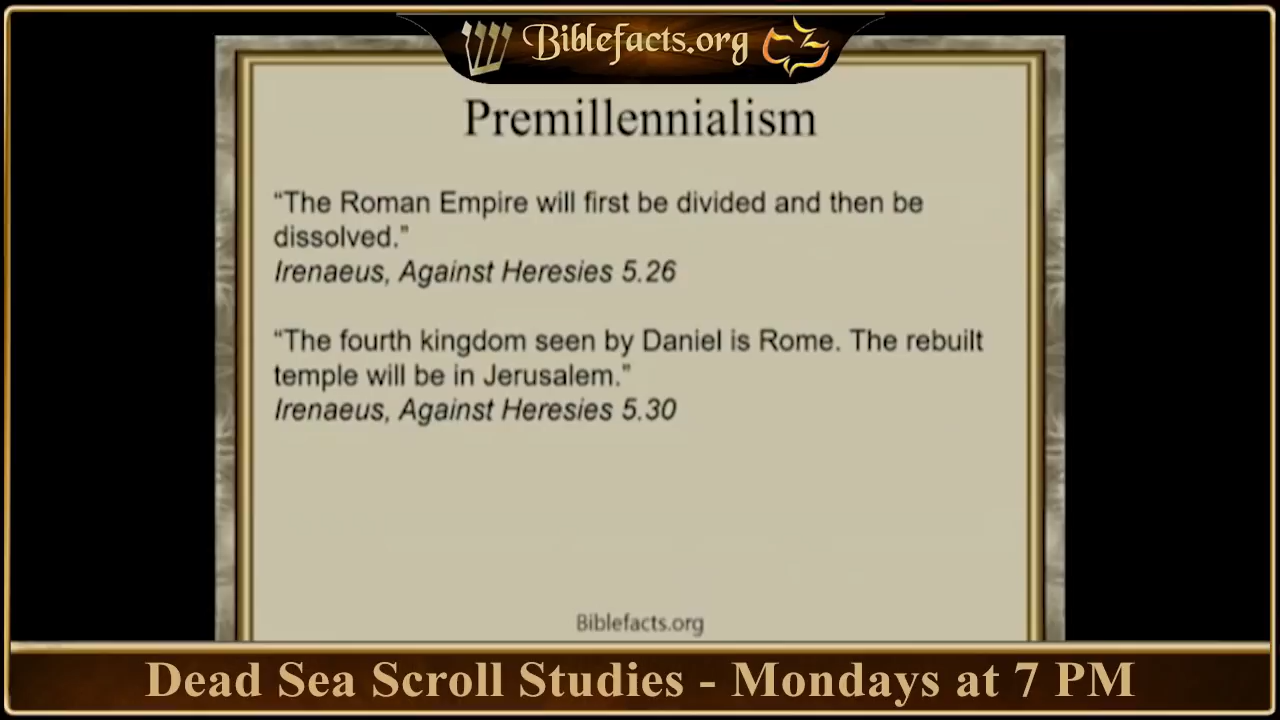 Biblefacts.org
Premillennialism
“The Roman Empire will first be divided and then be
dissolved.”
Irenaeus, Against Heresies 5.26
“The fourth kingdom seen by Daniel is Rome. The rebuilt
temple will be in Jerusalem.”
Irenaeus, Against Heresies 5.30
Biblefacts.org
Dead Sea Scroll Studies - Mondays at 7 PM